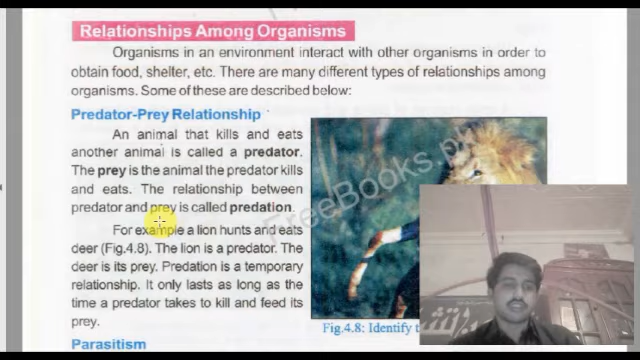 Relationships Among Organisms
Organisms in an environment interact with other organisms in order to
obtain food, shelter, etc. There are many different types of relationships among
organisms. Some of these are described below:
Predator-Prey Relationship
An animal that kills and eats
another animal is called a predator.
The prey is the animal the predator kills
and eats. The relationship between
predator and prey is called predation.
For example a lion hunts and eats
deer (Fig.4.8). The lion is a predator. The
deer is its prey. Predation is a temporary
relationship. It only lasts as long as the
time a predator takes to kill and feed its
prey.
FreeBooks.pk
Fig.4.8: Identify
Parasitism